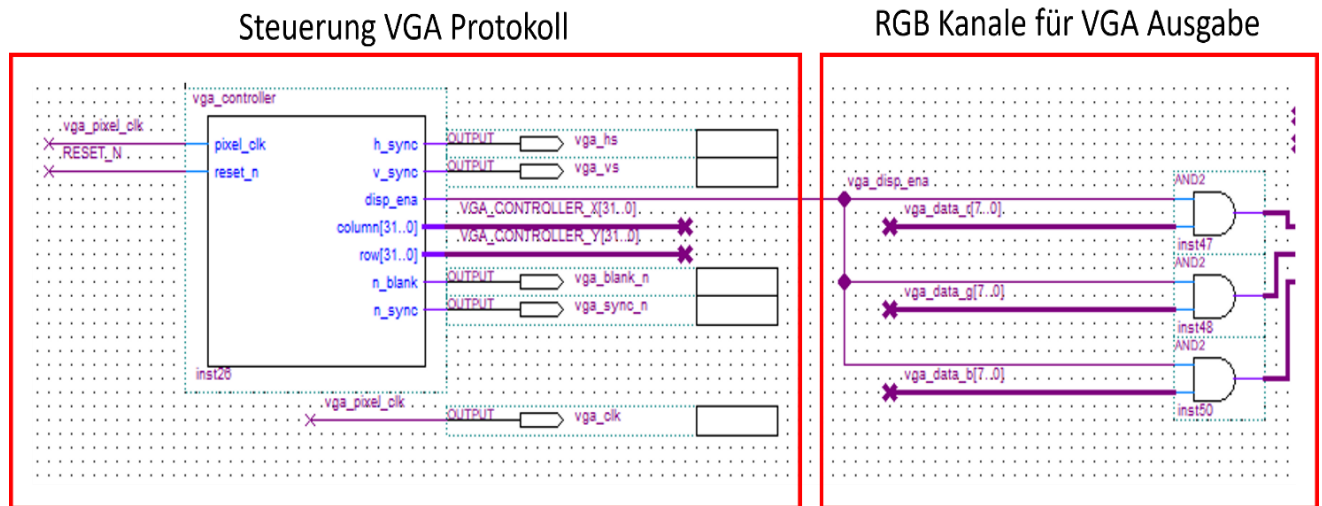 Steuerung VGA Protokoll
RGB Kanale für VGA Ausgabe
vga_controller
vga_pixel_clk
RESET_N
pixel_clk
reset_n
h_sync
v_sync
disp_ena
column[31..0]
row[31..0]
n_blank
n_sync
inst26
OUTPUT
vga_hs
OUTPUT
vga_vs
VGA_CONTROLLER_X[31..0]
VGA_CONTROLLER_Y[31..0]
OUTPUT
vga_blank_n
OUTPUT
vga_sync_n
vga_pixel_clk
OUTPUT
vga_clk
vga_disp_ena
vga_data_r[7..0]
AND2
inst47
vga_data_g[7..0]
AND2
inst48
vga_data_b[7..0]
AND2
inst50